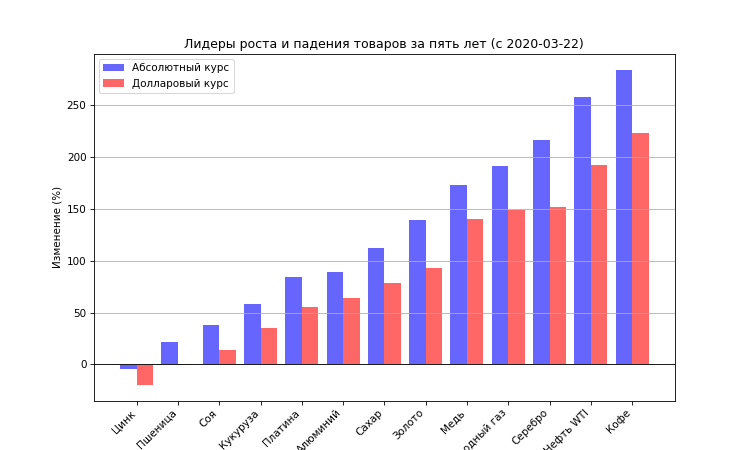 Лидеры роста и падения товаров за пять лет (с 2020-03-22)
Абсолютный курс
Долларовый курс
Изменение (%)
250
200
150
100
50
0
Цинк
Пшеница
Соя
Кукуруза
Платина
Алюминий
Сахар
Золото
Медь
одный газ
Серебро
Нефть WTI
Кофе